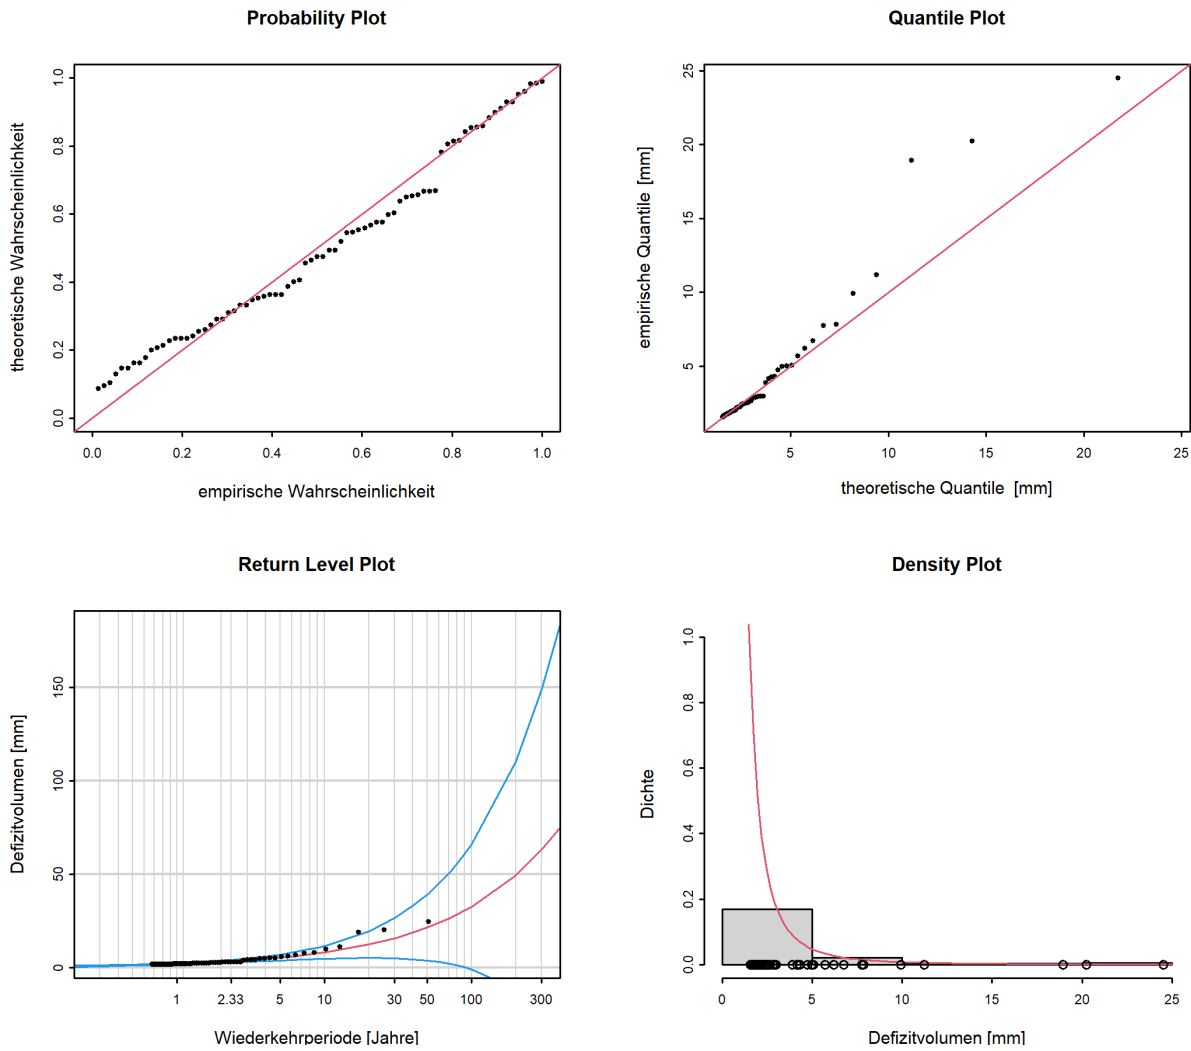 Probability Plot
theoretische Wahrscheinlichkeit
0.0 0.2 0.4 0.6 0.8 1.0
0.0 0.2 0.4 0.6 0.8 1.0
empirische Wahrscheinlichkeit
Quantile Plot
empirische Quantile [mm]
5 10 15 20 25
5 10 15 20 25
theoretische Quantile [mm]
Return Level Plot
Defizitvolumen [mm]
0 50 100 150
1 2.33 5 10 30 50 100 300
Wiederkehrperiode [Jahre]
Density Plot
Dichte
0.0 0.2 0.4 0.6 0.8 1.0
0 5 10 15 20 25
Defizitvolumen [mm]